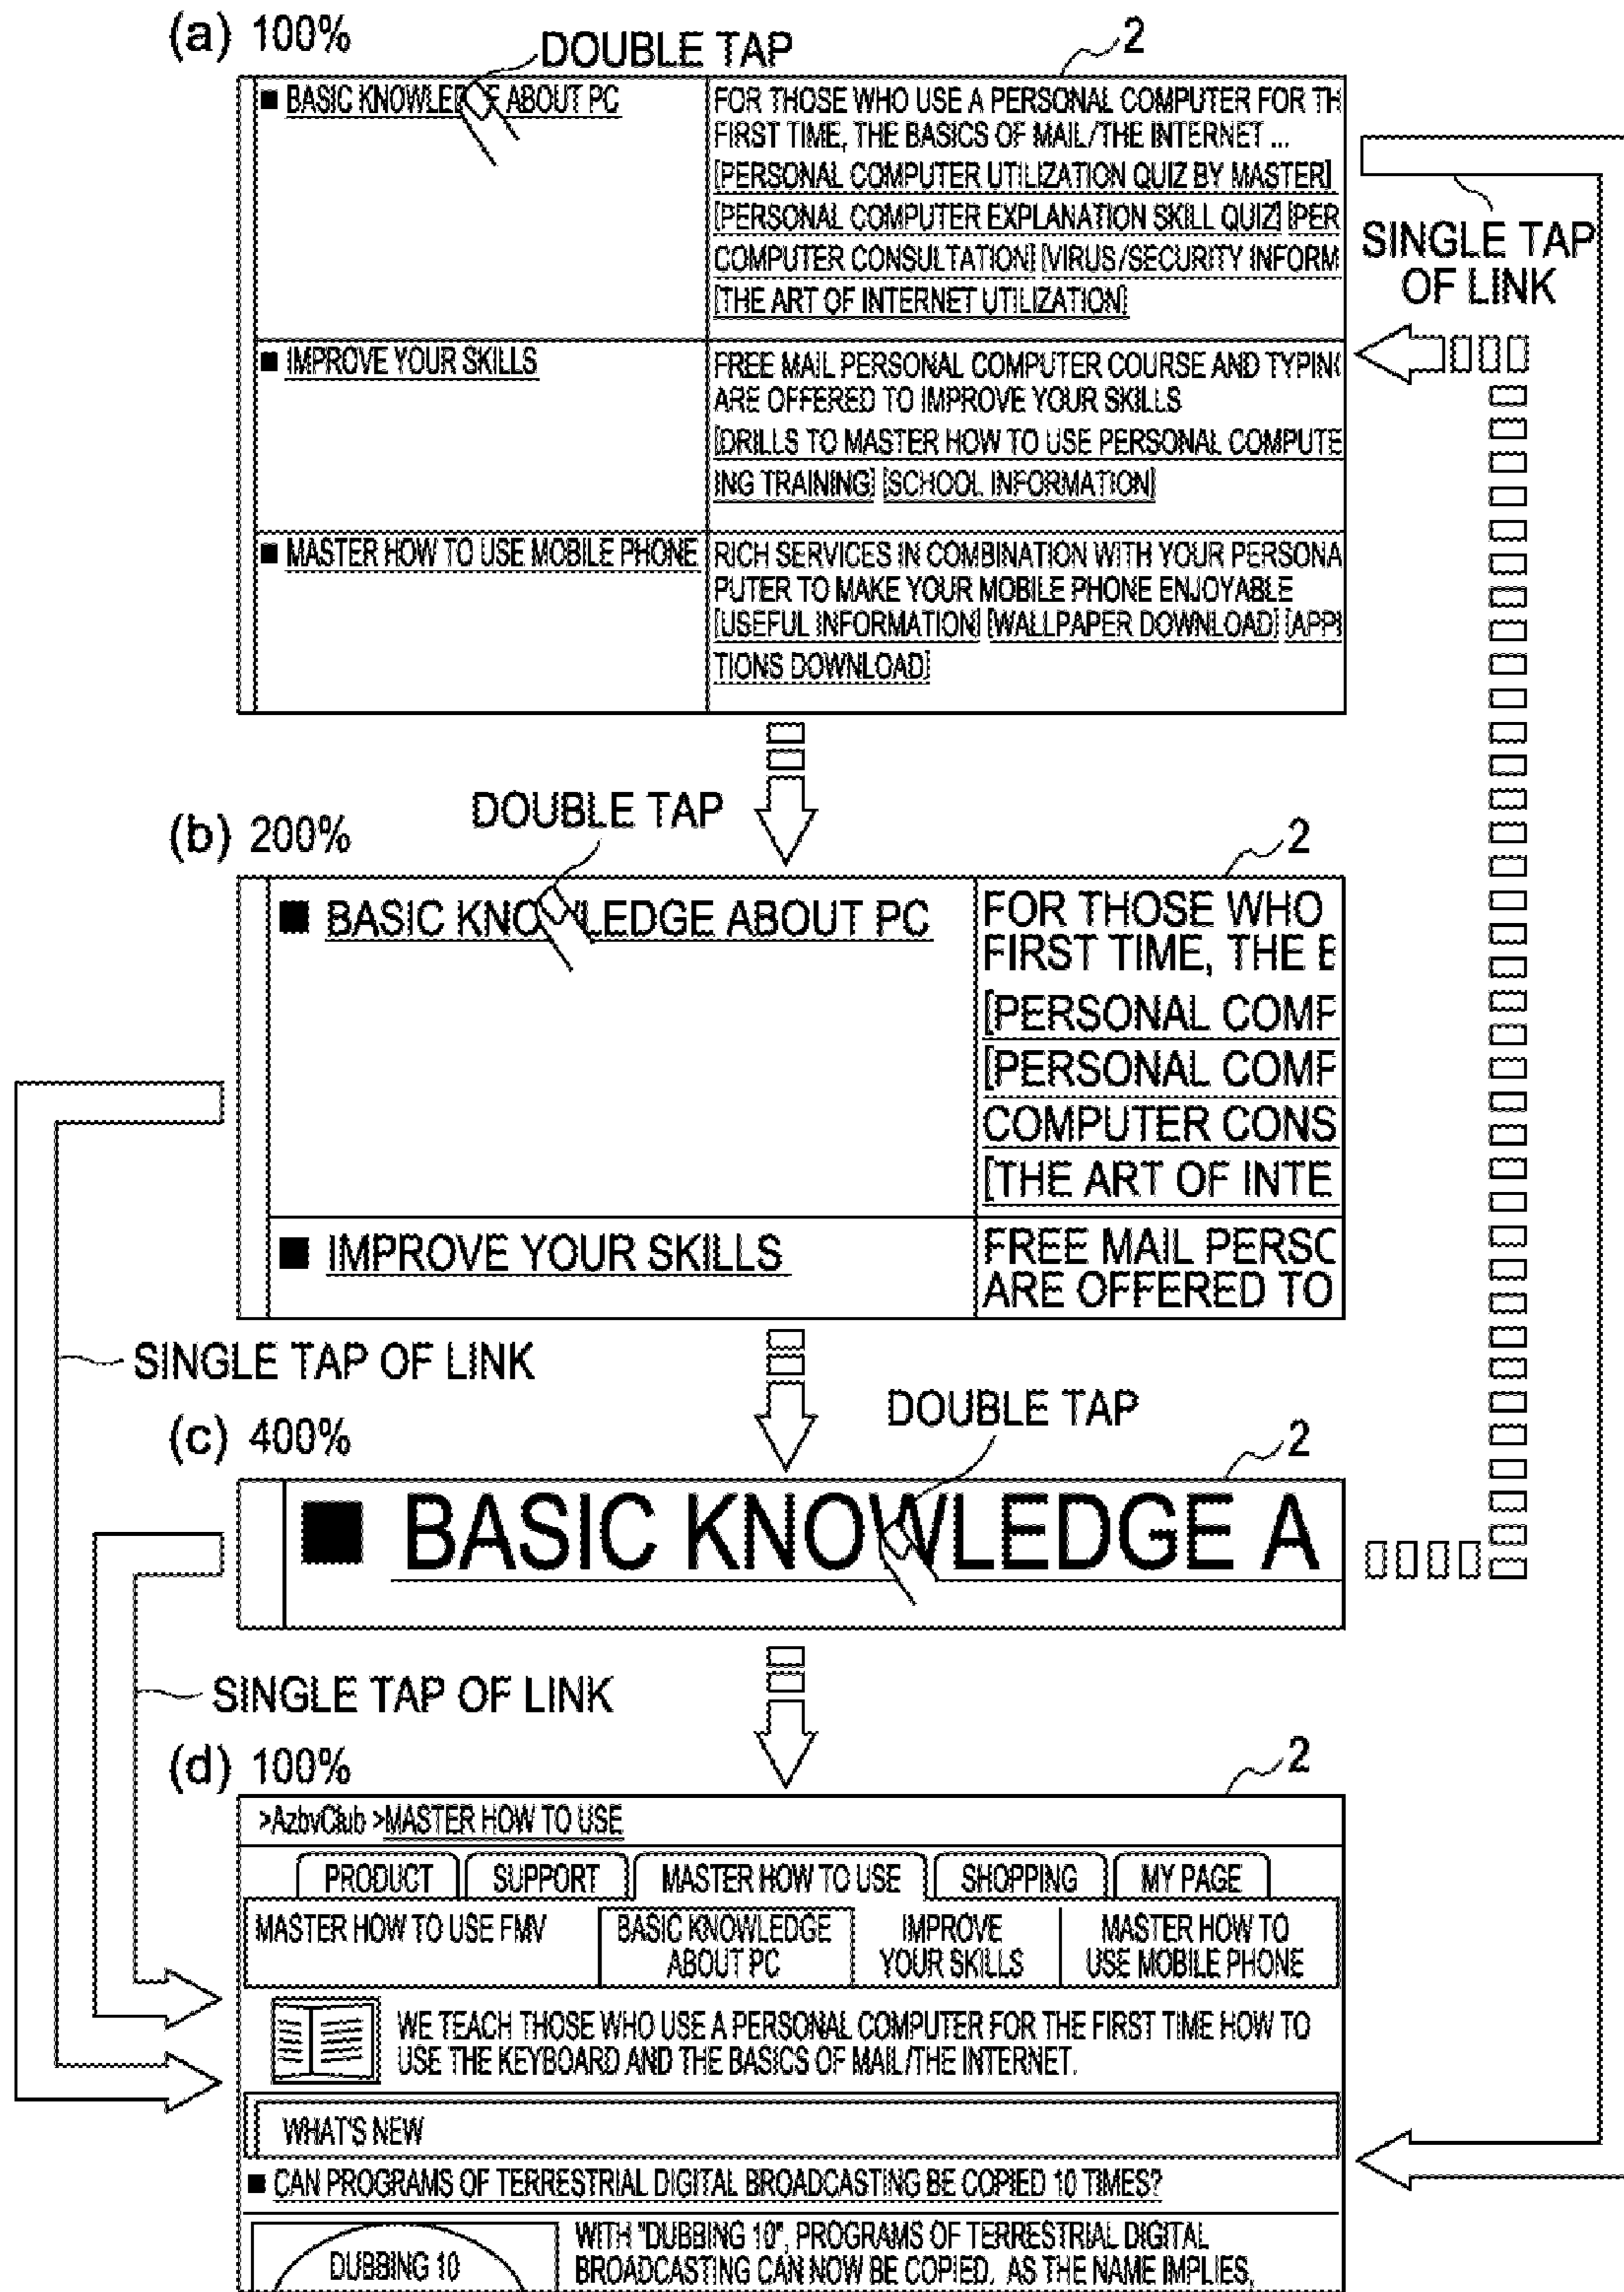 (a) 100%
DOUBLE TAP
2
■ BASIC KNOWLEDGE ABOUT PC
FOR THOSE WHO USE A PERSONAL COMPUTER FOR TH
FIRST TIME, THE BASICS OF MAIL/THE INTERNET ...
[PERSONAL COMPUTER UTILIZATION QUIZ BY MASTER]
[PERSONAL COMPUTER EXPLANATION SKILL QUIZ] [PER
COMPUTER CONSULTATION] [VIRUS/SECURITY INFORM
[THE ART OF INTERNET UTILIZATION]
SINGLE TAP
OF LINK
■ IMPROVE YOUR SKILLS
FREE MAIL PERSONAL COMPUTER COURSE AND TYPING
ARE OFFERED TO IMPROVE YOUR SKILLS
[DRILLS TO MASTER HOW TO USE PERSONAL COMPUTE
ING TRAINING] [SCHOOL INFORMATION]
■ MASTER HOW TO USE MOBILE PHONE
RICH SERVICES IN COMBINATION WITH YOUR PERSONA
PUTER TO MAKE YOUR MOBILE PHONE ENJOYABLE
[USEFUL INFORMATION] [WALLPAPER DOWNLOAD] [APPI
TIONS DOWNLOAD]
(b) 200%
DOUBLE TAP
2
■ BASIC KNOWLEDGE ABOUT PC
FOR THOSE WHO
FIRST TIME, THE B
[PERSONAL COMP
[PERSONAL COMP
COMPUTER CONS
[THE ART OF INTE
■ IMPROVE YOUR SKILLS
FREE MAIL PERSO
ARE OFFERED TO
SINGLE TAP OF LINK
(c) 400%
DOUBLE TAP
2
■ BASIC KNOWLEDGE A
SINGLE TAP OF LINK
(d) 100%
2
>AzbvClub >MASTER HOW TO USE
PRODUCT SUPPORT MASTER HOW TO USE SHOPPING MY PAGE
MASTER HOW TO USE FMV
BASIC KNOWLEDGE
ABOUT PC
IMPROVE
YOUR SKILLS
MASTER HOW TO
USE MOBILE PHONE
WE TEACH THOSE WHO USE A PERSONAL COMPUTER FOR THE FIRST TIME HOW TO
USE THE KEYBOARD AND THE BASICS OF MAIL/THE INTERNET.
WHAT'S NEW
■ CAN PROGRAMS OF TERRESTRIAL DIGITAL BROADCASTING BE COPIED 10 TIMES?
DUBBING 10
WITH "DUBBING 10", PROGRAMS OF TERRESTRIAL DIGITAL
BROADCASTING CAN NOW BE COPIED. AS THE NAME IMPLIES,